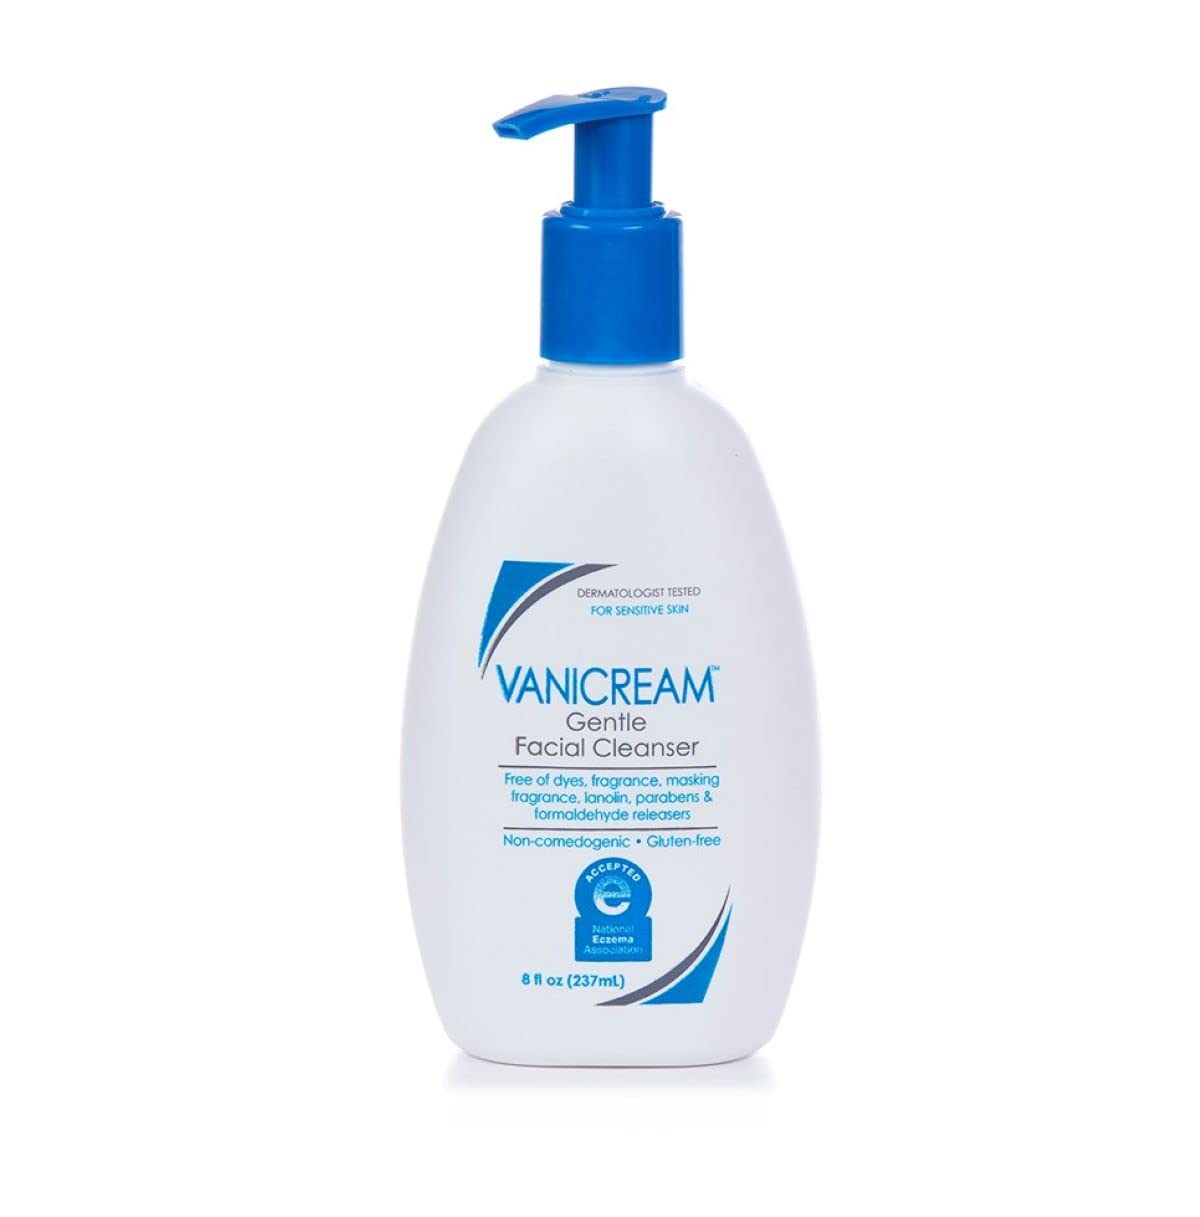 DERMATOLOGIST TESTED
FOR SENSITIVE SKIN
VANICREAM™
Gentle
Facial Cleanser
Free of dyes, fragrance, masking
fragrance, lanolin, parabens &
formaldehyde releasers
Non-comedogenic • Gluten-free
ACCEPTED
e
National
Eczema
Association
8 fl oz (237mL)